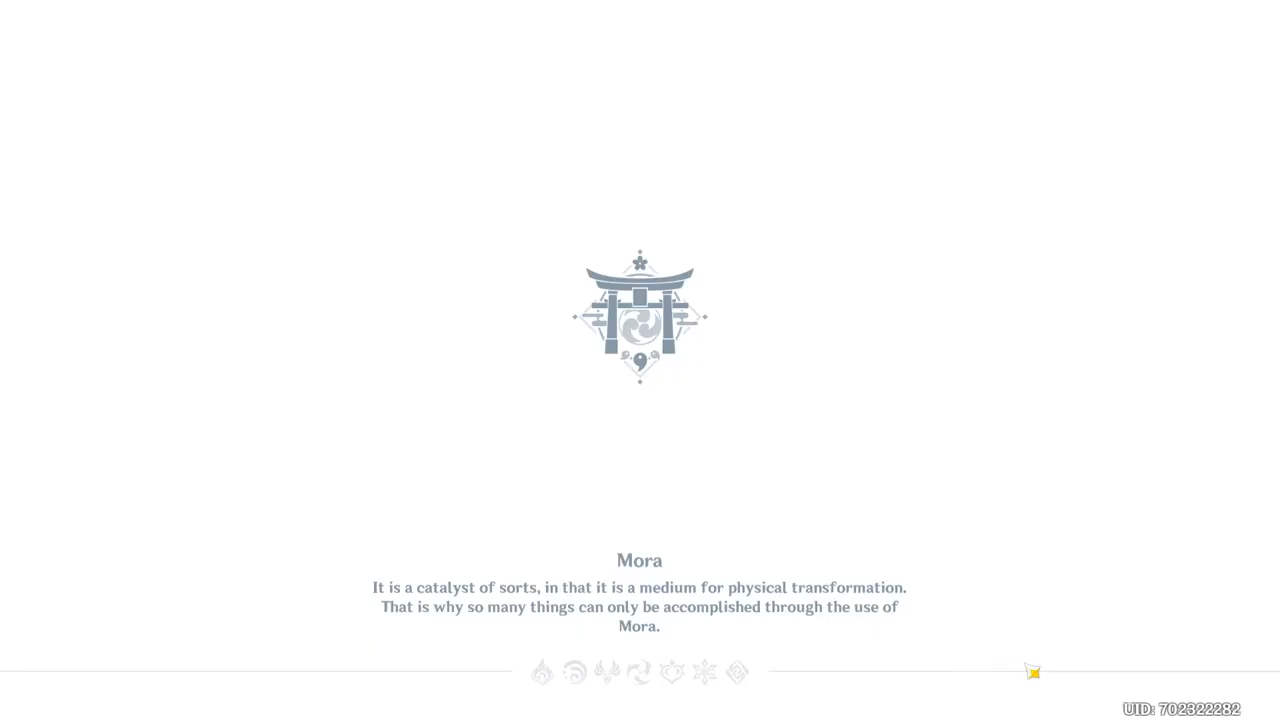 Mora
It is a catalyst of sorts, in that it is a medium for physical transformation.
That is why so many things can only be accomplished through the use of
Mora.
UID: 702322282